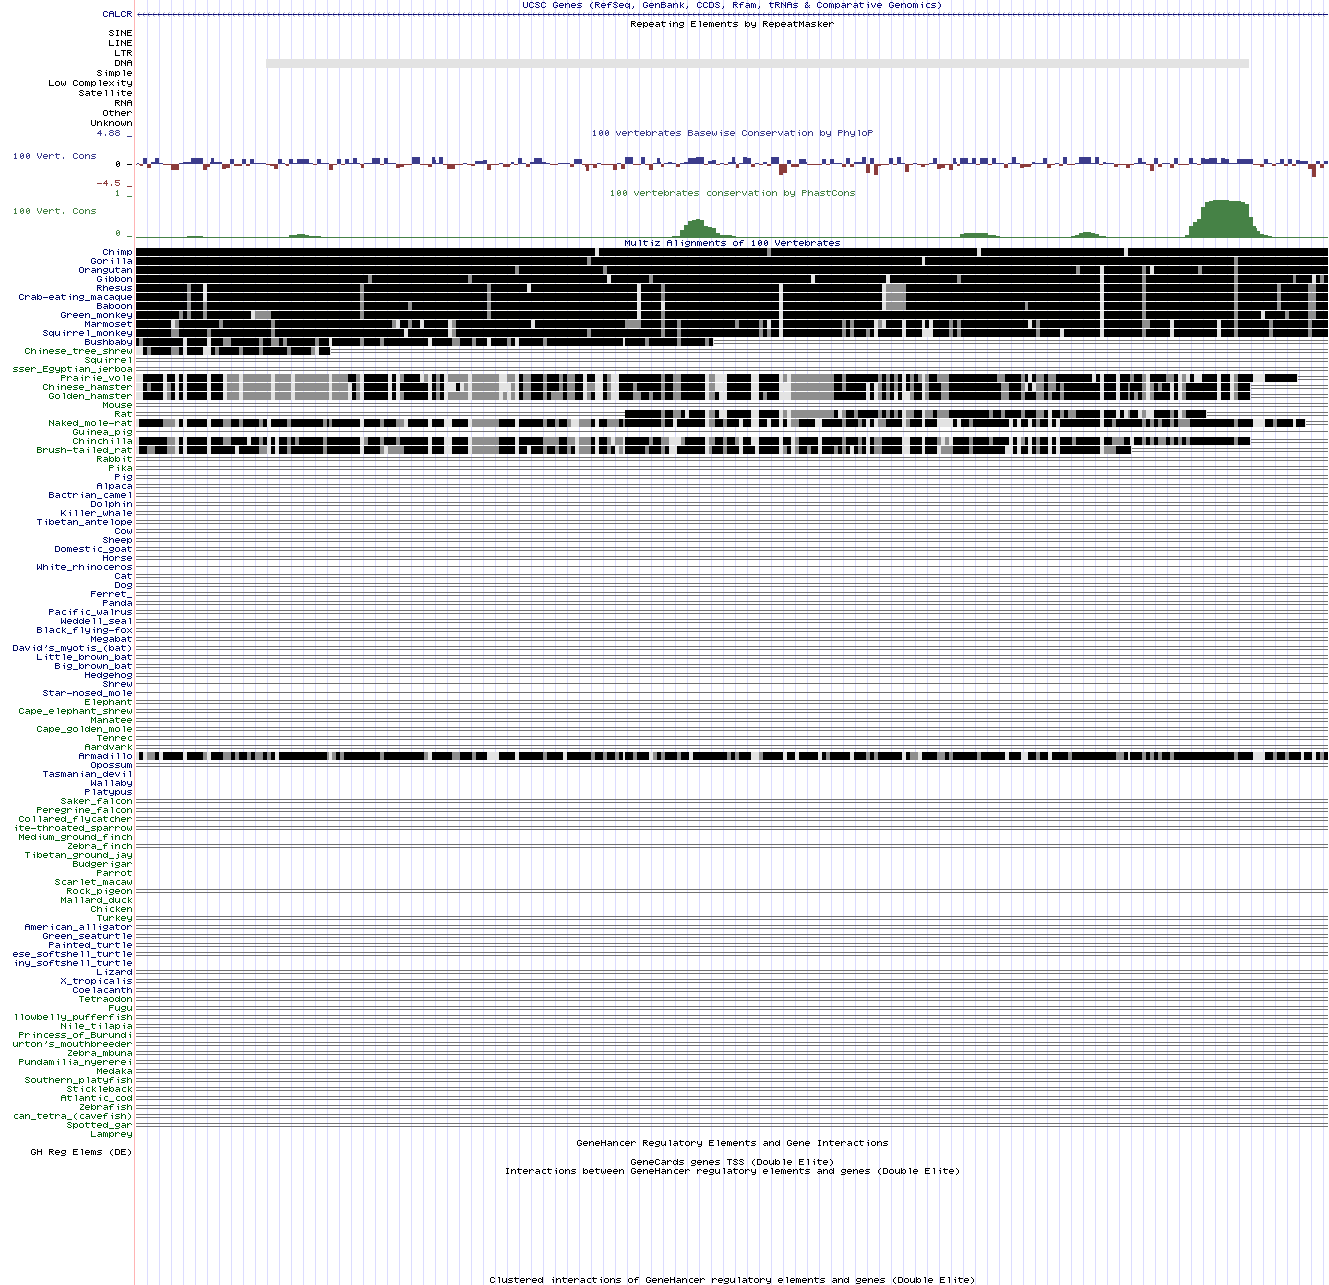 UCSC Genes (RefSeq, GenBank, CCDS, Rfam, tRNAs & Comparative Genomics)
CALCR
Repeating Elements by RepeatMasker
SINE
LINE
LTR
DNA
Simple
Low Complexity
Satellite
RNA
Other
Unknown
4.88 _
100 vertebrates Basewise Conservation by PhyloP
100 Vert. Cons
0 _
-4.5 _
1 _
100 vertebrates conservation by PhastCons
100 Vert. Cons
0 _
Multiz Alignments of 100 Vertebrates
Chimp
Gorilla
Orangutan
Gibbon
Rhesus
Crab-eating_macaque
Baboon
Green_monkey
Marmoset
Squirrel_monkey
Bushbaby
Chinese_tree_shrew
Squirrel
sser_Egyptian_jerboa
Prairie_vole
Chinese_hamster
Golden_hamster
Mouse
Rat
Naked_mole-rat
Guinea_pig
Chinchilla
Brush-tailed_rat
Rabbit
Pika
Pig
Alpaca
Bactrian_camel
Dolphin
Killer_whale
Tibetan_antelope
Cow
Sheep
Domestic_goat
Horse
White_rhinoceros
Cat
Dog
Ferret_
Panda
Pacific_walrus
Weddell_seal
Black_flying-fox
Megabat
David's_myotis_(bat)
Little_brown_bat
Big_brown_bat
Hedgehog
Shrew
Star-nosed_mole
Elephant
Cape_elephant_shrew
Manatee
Cape_golden_mole
Tenrec
Aardvark
Armadillo
Opossum
Tasmanian_devil
Wallaby
Platypus
Saker_falcon
Peregrine_falcon
Collared_flycatcher
ite-throated_sparrow
Medium_ground_finch
Zebra_finch
Tibetan_ground_jay
Budgerigar
Parrot
Scarlet_macaw
Rock_pigeon
Mallard_duck
Chicken
Turkey
American_alligator
Green_seaturtle
Painted_turtle
ese_softshell_turtle
iny_softshell_turtle
Lizard
X_tropicalis
Coelacanth
Tetraodon
Fugu
llowbelly_pufferfish
Nile_tilapia
Princess_of_Burundi
urton's_mouthbreeder
Zebra_mbuna
Pundamilia_nyererei
Medaka
Southern_platyfish
Stickleback
Atlantic_cod
Zebrafish
can_tetra_(cavefish)
Spotted_gar
Lamprey
GeneHancer Regulatory Elements and Gene Interactions
GH Reg Elems (DE)
GeneCards genes TSS (Double Elite)
Interactions between GeneHancer regulatory elements and genes (Double Elite)
Clustered interactions of GeneHancer regulatory elements and genes (Double Elite)